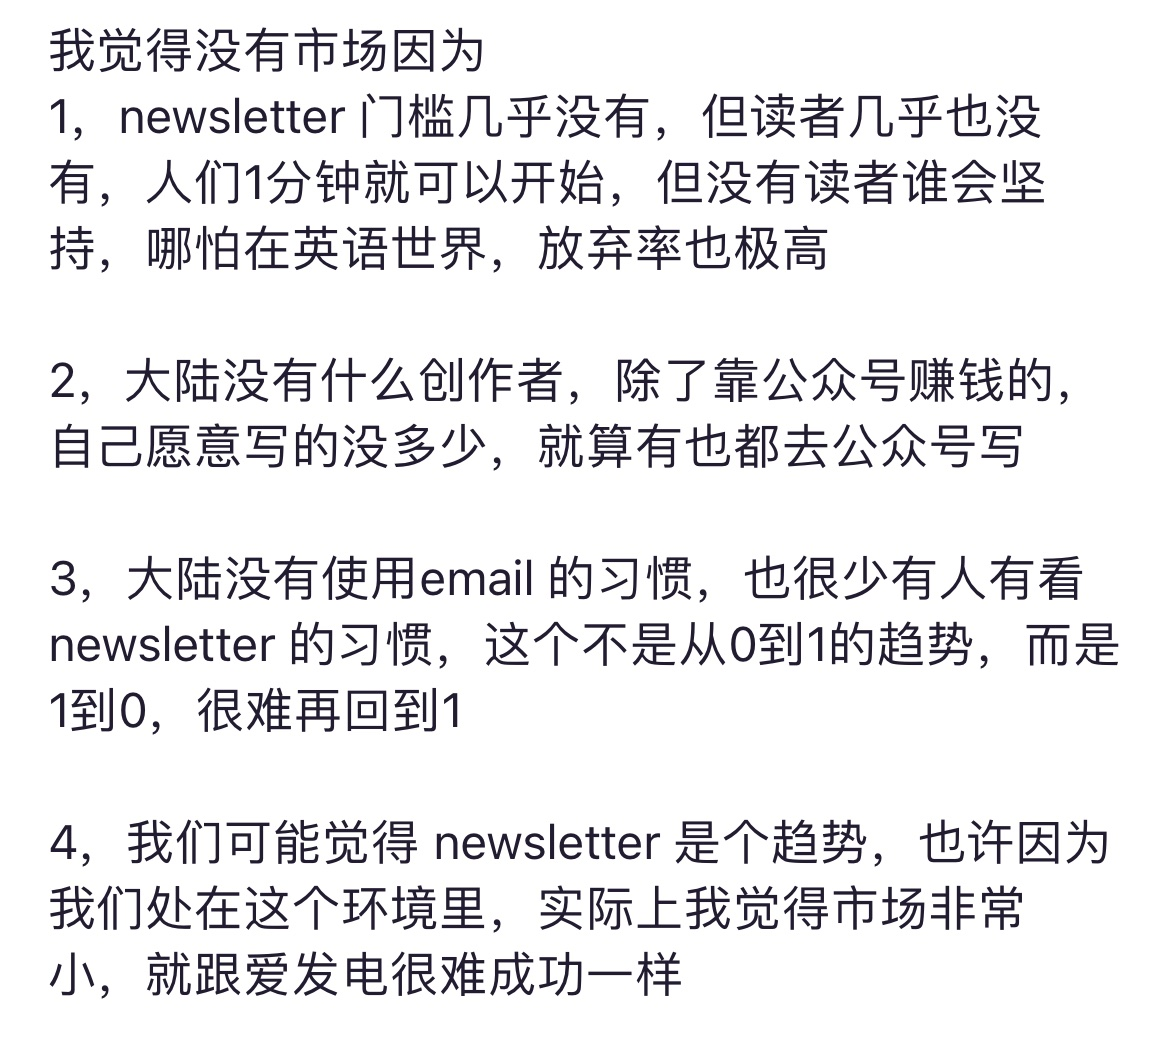 我觉得没有市场因为
1，newsletter 门槛几乎没有，但读者几乎也没
有，人们1分钟就可以开始，但没有读者谁会坚
持，哪怕在英语世界，放弃率也极高
2，大陆没有什么创作者，除了靠公众号赚钱的，
自己愿意写的没多少，就算有也都去公众号写
3，大陆没有使用email 的习惯，也很少有人有看
newsletter 的习惯，这个不是从0到1的趋势，而是
1到0，很难再回到1
4，我们可能觉得 newsletter 是个趋势，也许因为
我们处在这个环境里，实际上我觉得市场非常
小，就跟爱发电很难成功一样